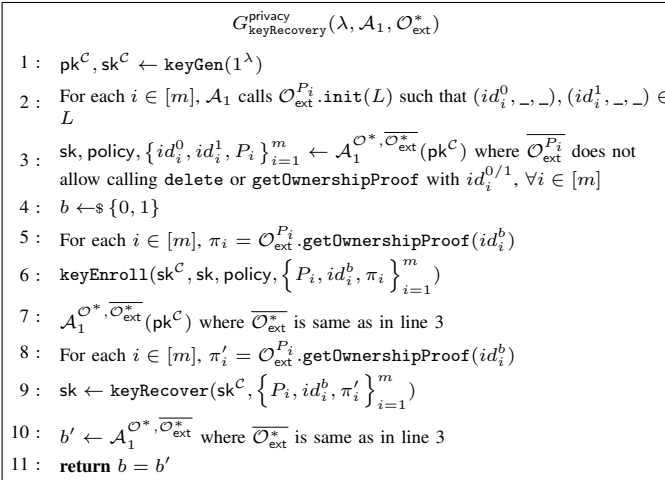 G^{privacy}_{keyRecovery}(λ, 𝒜_1, 𝒪^*_{ext})
1 : pk^𝒞, sk^𝒞 ← keyGen(1^λ)
2 : For each i ∈ [m], 𝒜_1 calls 𝒪^{P_i}_{ext}.init(L) such that (id^0_i, _, _), (id^1_i, _, _) ∈
L
3 : sk, policy, {id^0_i, id^1_i, P_i}^m_{i=1} ← 𝒜_1^{𝒪^*, \overline{𝒪^*_{ext}}}(pk^𝒞) where \overline{𝒪^{P_i}_{ext}} does not
allow calling delete or getOwnershipProof with id^{0/1}_i, ∀i ∈ [m]
4 : b ←$ {0, 1}
5 : For each i ∈ [m], π_i = 𝒪^{P_i}_{ext}.getOwnershipProof(id^b_i)
6 : keyEnroll(sk^𝒞, sk, policy, {P_i, id^b_i, π_i}^m_{i=1})
7 : 𝒜_1^{𝒪^*, \overline{𝒪^*_{ext}}}(pk^𝒞) where \overline{𝒪^*_{ext}} is same as in line 3
8 : For each i ∈ [m], π'_i = 𝒪^{P_i}_{ext}.getOwnershipProof(id^b_i)
9 : sk ← keyRecover(sk^𝒞, {P_i, id^b_i, π'_i}^m_{i=1})
10 : b' ← 𝒜_1^{𝒪^*, \overline{𝒪^*_{ext}}} where \overline{𝒪^*_{ext}} is same as in line 3
11 : return b = b'